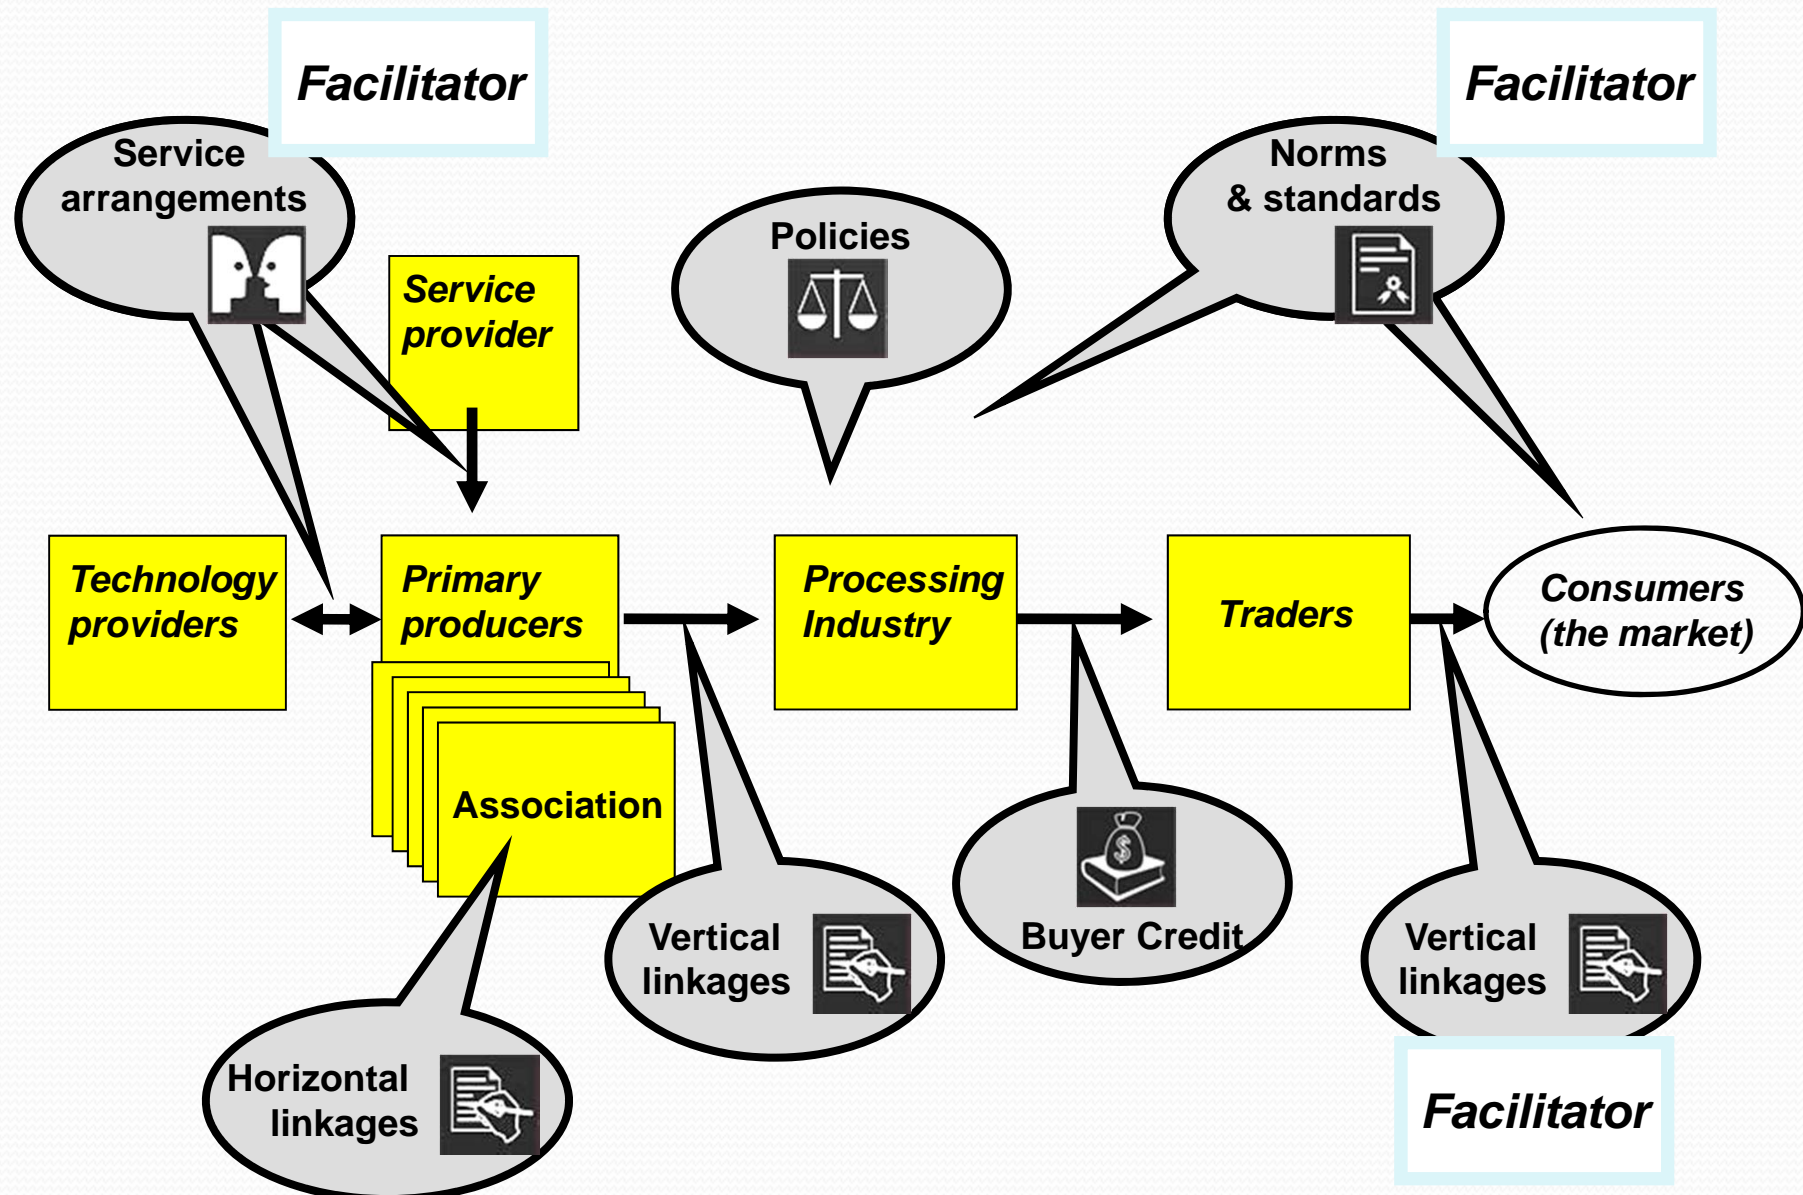 Facilitator
Facilitator
Service
arrangements
Norms
& standards
Policies
Service
provider
Technology
providers
Primary
producers
Processing
Industry
Traders
Consumers
(the market)
Association
Vertical
linkages
$
Buyer Credit
Vertical
linkages
Horizontal
linkages
Facilitator